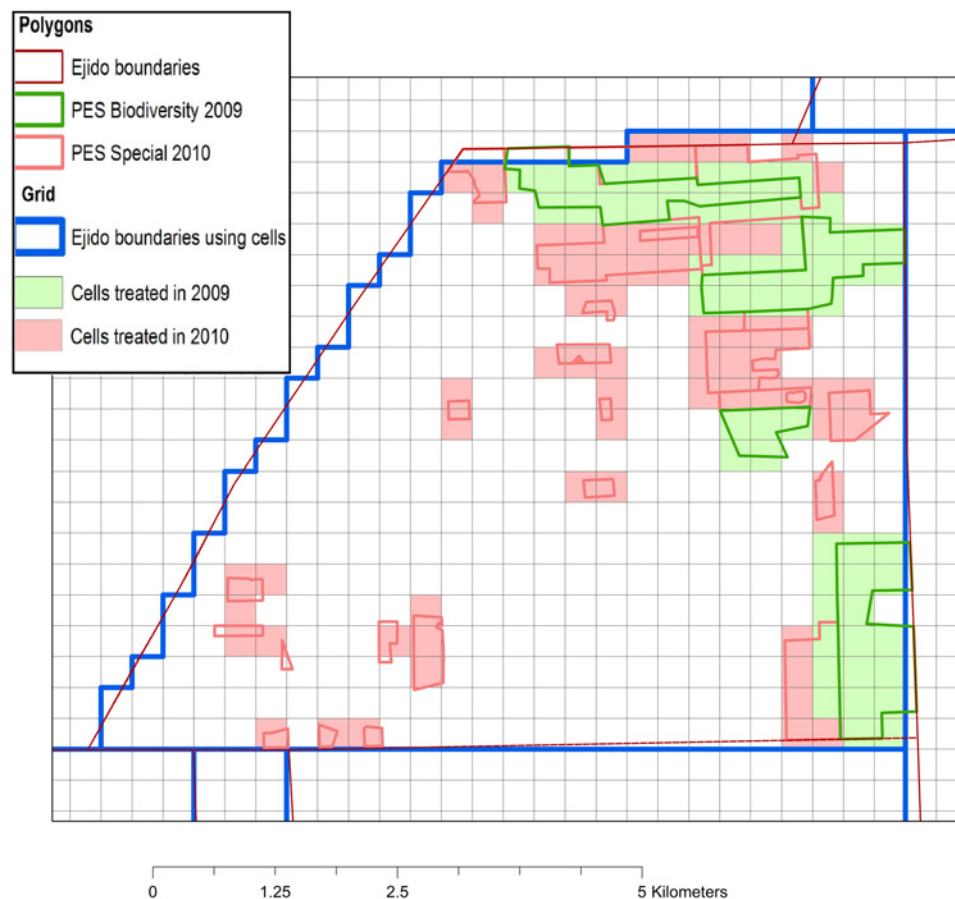 Polygons
Ejido boundaries
PES Biodiversity 2009
PES Special 2010
Grid
Ejido boundaries using cells
Cells treated in 2009
Cells treated in 2010
0 1.25 2.5 5 Kilometers